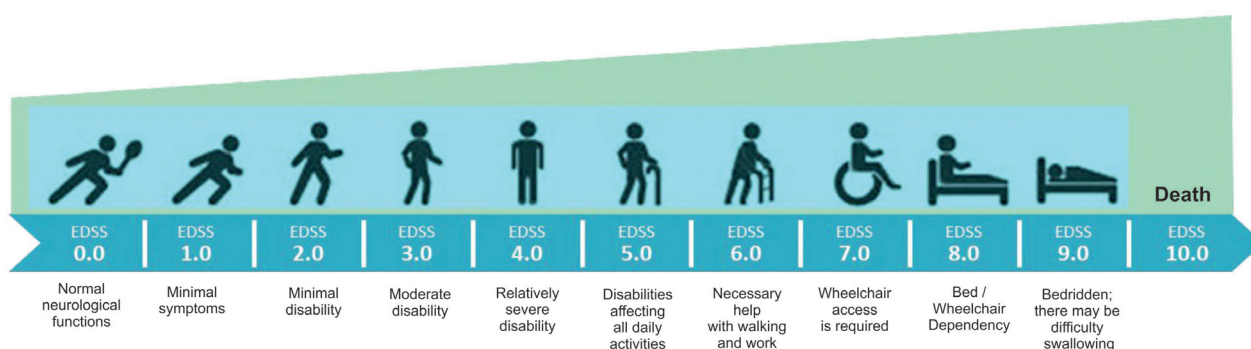 Death
EDSS
0.0
EDSS
1.0
EDSS
2.0
EDSS
3.0
EDSS
4.0
EDSS
5.0
EDSS
6.0
EDSS
7.0
EDSS
8.0
EDSS
9.0
EDSS
10.0
Normal
neurological
functions
Minimal
symptoms
Minimal
disability
Moderate
disability
Relatively
severe
disability
Disabilities
affecting
all daily
activities
Necessary
help
with walking
and work
Wheelchair
access
is required
Bed /
Wheelchair
Dependency
Bedridden;
there may be
difficulty
swallowing